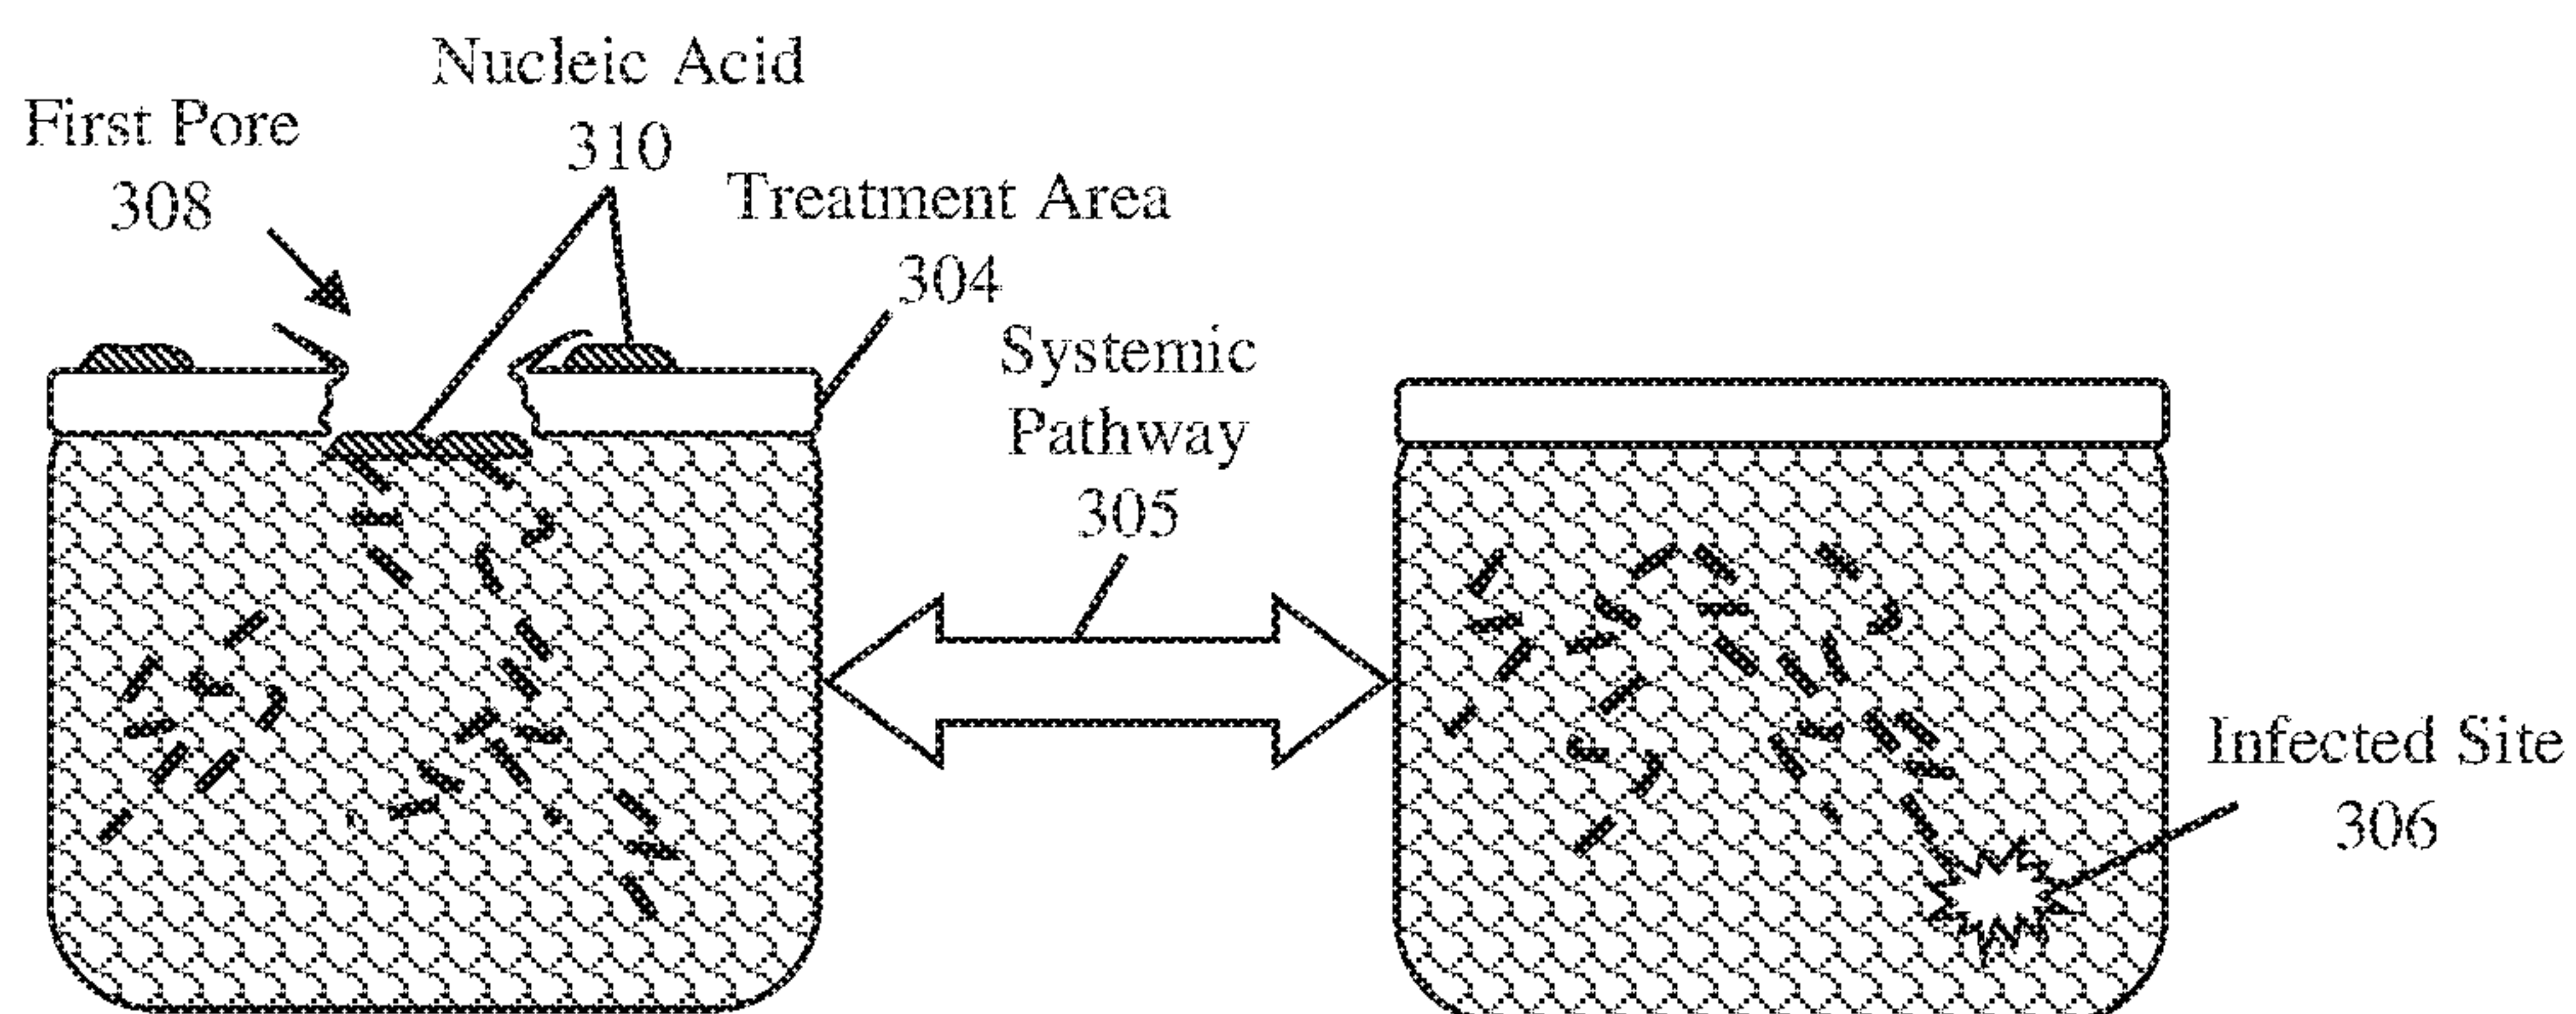 Nucleic Acid
310
First Pore
308
Treatment Area
304
Systemic
Pathway
305
Infected Site
306